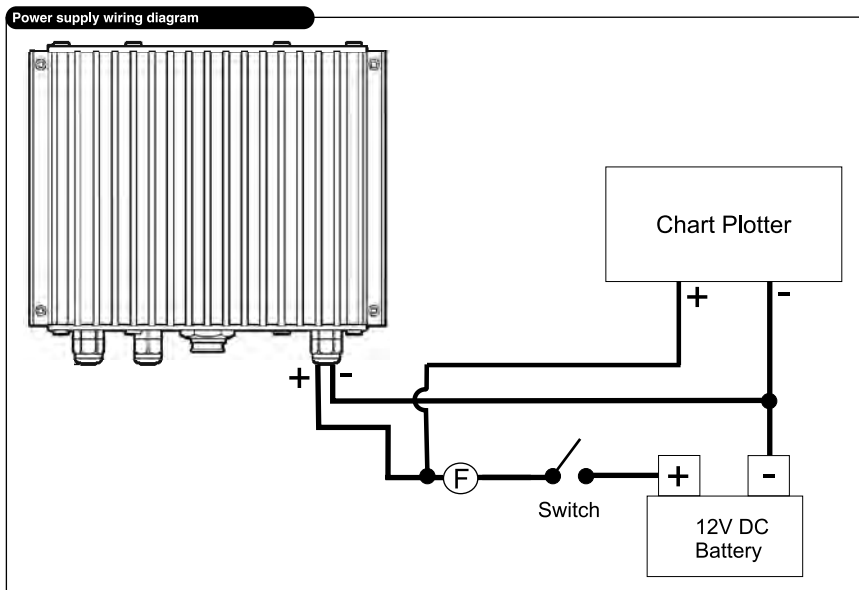 Power supply wiring diagram
Chart Plotter
+ -
+ -
F
+ -
Switch
12V DC
Battery